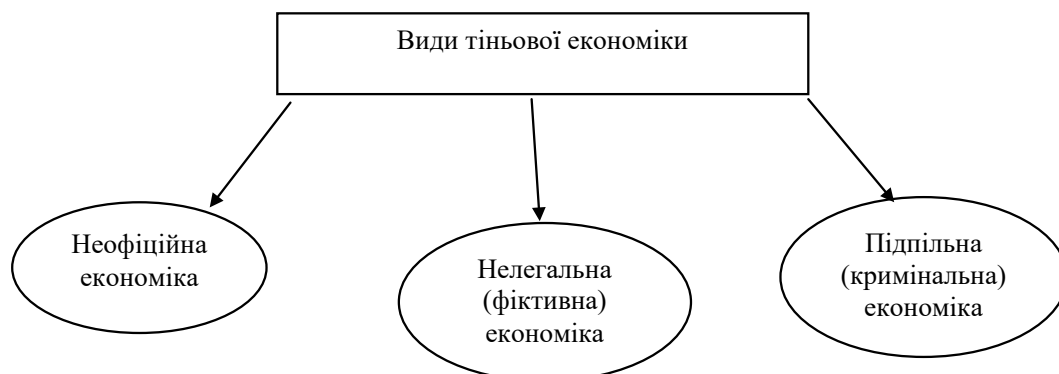 Види тіньової економіки
Неофіційна
економіка
Нелегальна
(фіктивна)
економіка
Підпільна
(кримінальна)
економіка